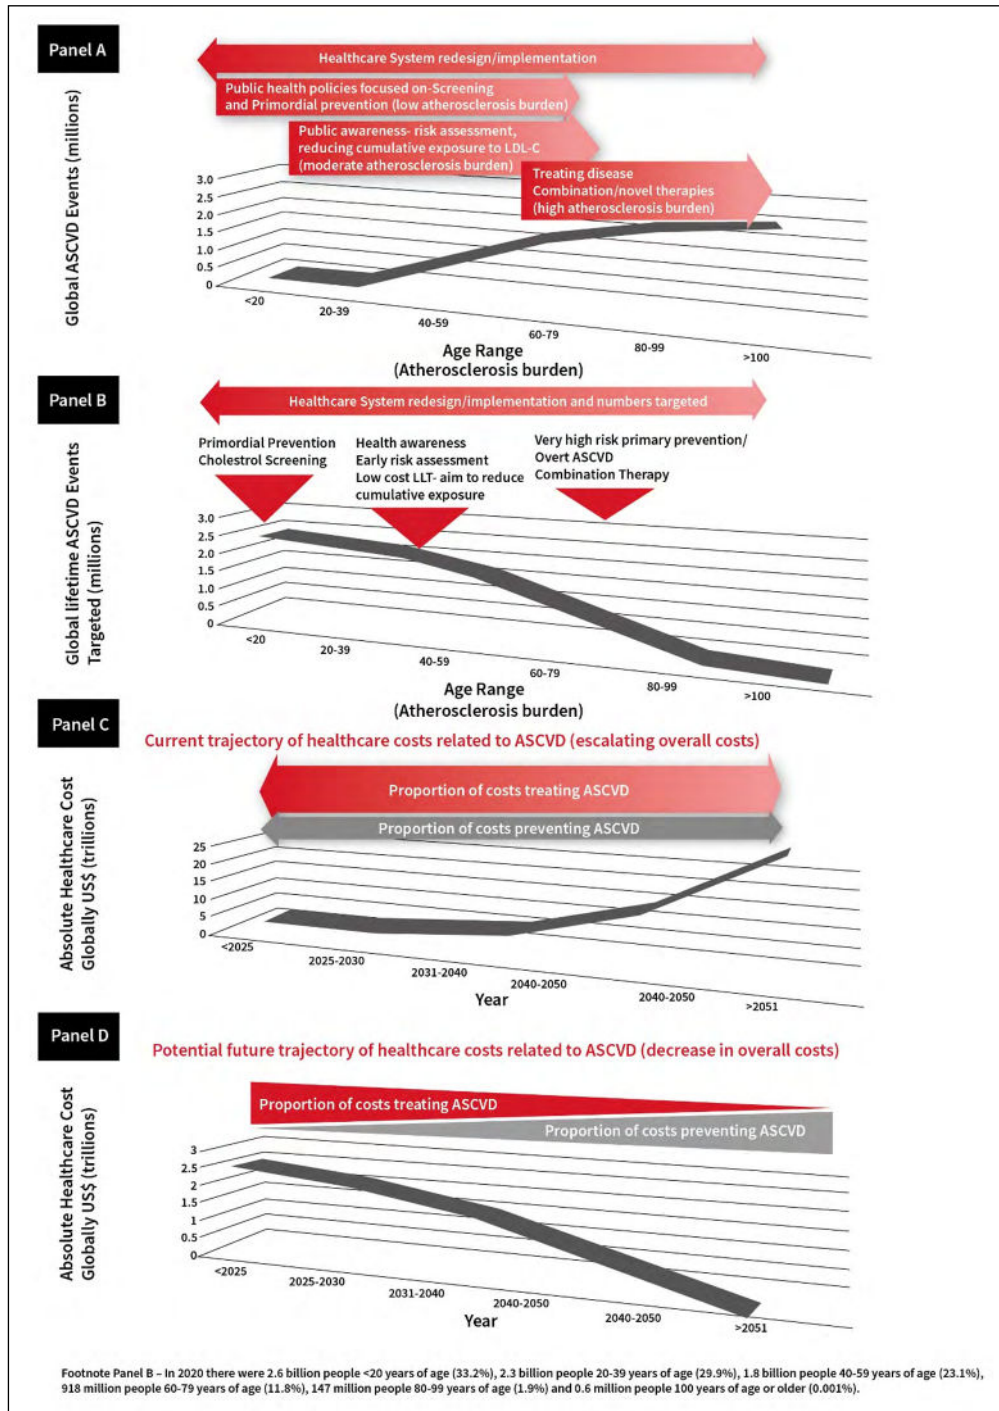 Panel A
Healthcare System redesign/implementation
Public health policies focused on-Screening
and Primordial prevention (low atherosclerosis burden)
Public awareness- risk assessment,
reducing cumulative exposure to LDL-C
(moderate atherosclerosis burden)
Treating disease
Combination/novel therapies
(high atherosclerosis burden)
Global ASCVD Events (millions)
3.0
2.5
2.0
1.5
1.0
0.5
0
<20
20-39
40-59
60-79
80-99
>100
Age Range
(Atherosclerosis burden)
Panel B
Healthcare System redesign/implementation and numbers targeted
Primordial Prevention
Cholestrol Screening
Health awareness
Early risk assessment
Low cost LLT- aim to reduce
cumulative exposure
Very high risk primary prevention/
Overt ASCVD
Combination Therapy
Global lifetime ASCVD Events
Targeted (millions)
3.0
2.5
2.0
1.5
1.0
0.5
0
<20
20-39
40-59
60-79
80-99
>100
Age Range
(Atherosclerosis burden)
Panel C
Current trajectory of healthcare costs related to ASCVD (escalating overall costs)
Proportion of costs treating ASCVD
Proportion of costs preventing ASCVD
Absolute Healthcare Cost
Globally US$ (trillions)
25
20
15
10
5
0
<2025
2025-2030
2031-2040
2040-2050
2040-2050
>2051
Year
Panel D
Potential future trajectory of healthcare costs related to ASCVD (decrease in overall costs)
Proportion of costs treating ASCVD
Proportion of costs preventing ASCVD
Absolute Healthcare Cost
Globally US$ (trillions)
3
2.5
2
1.5
1
0.5
0
<2025
2025-2030
2031-2040
2040-2050
2040-2050
>2051
Year
Footnote Panel B – In 2020 there were 2.6 billion people <20 years of age (33.2%), 2.3 billion people 20-39 years of age (29.9%), 1.8 billion people 40-59 years of age (23.1%),
918 million people 60-79 years of age (11.8%), 147 million people 80-99 years of age (1.9%) and 0.6 million people 100 years of age or older (0.001%).